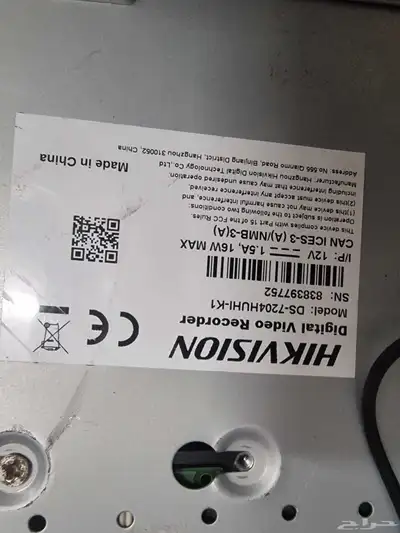 HIKVISION
Digital Video Recorder
Model: DS-7204HUHI-K1
SN: 838397752
I/P: 12V ⎓ 1.5A, 16W MAX
CAN ICES-3 (A)/NMB-3(A)
This device complies with Part 15 of the FCC Rules.
Operation is subject to the following two conditions:
(1)this device may not cause harmful interference, and
(2)this device must accept any interference received,
including interference that may cause undesired operation.
Manufacturer: Hangzhou Hikvision Digital Technology Co.,Ltd
Address: No.555 Qianmo Road, Binjiang District, Hangzhou 310052, China
Made in China
CE
حراج